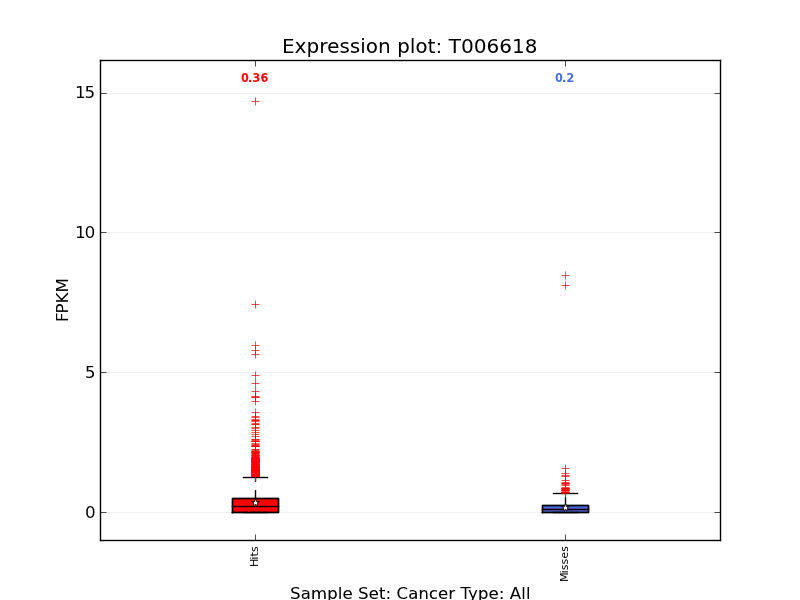 Expression plot: T006618
0.36
0.2
15
10
5
0
FPKM
Hits
Misses
Sample Set: Cancer Type: All